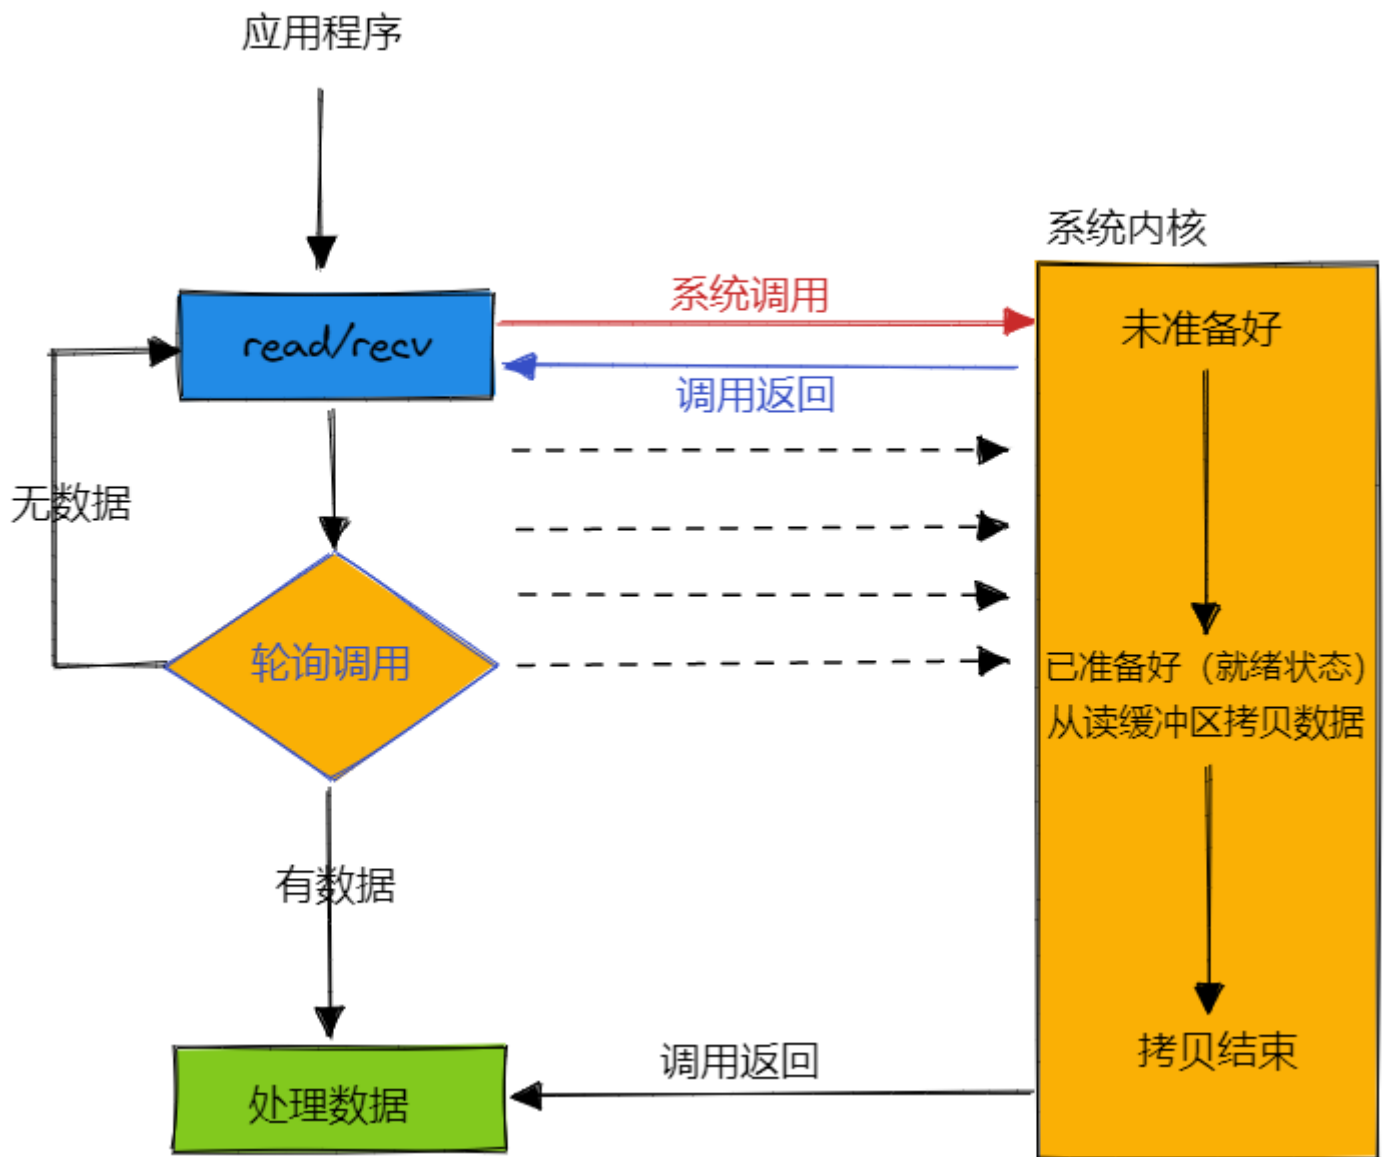 应用程序
系统内核
系统调用
未准备好
read/recv
调用返回
无数据
轮询调用
已准备好（就绪状态）
从读缓冲区拷贝数据
有数据
调用返回
拷贝结束
处理数据